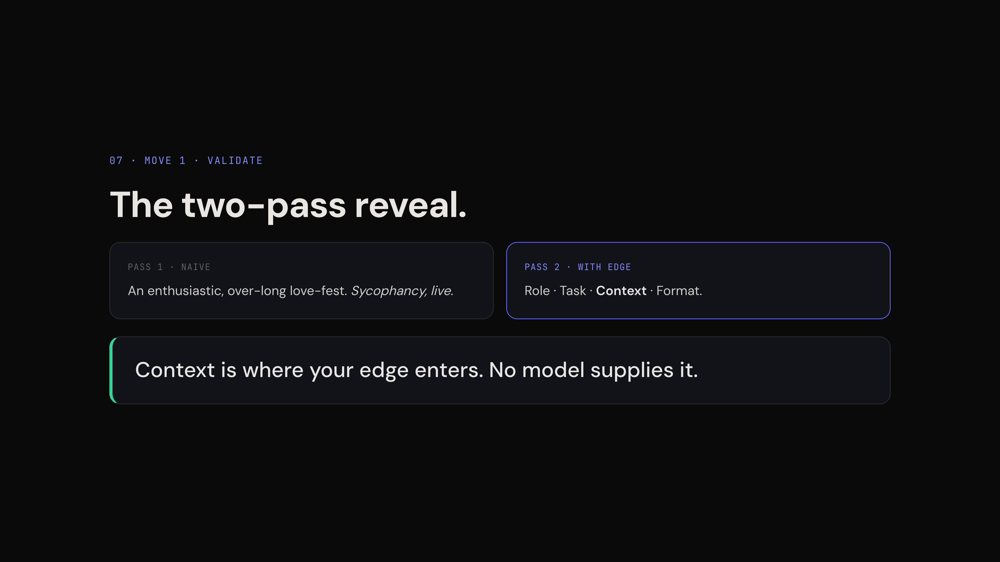 07 · MOVE 1 · VALIDATE
The two-pass reveal.
PASS 1 · NAIVE
An enthusiastic, over-long love-fest. Sycophancy, live.
PASS 2 · WITH EDGE
Role · Task · Context · Format.
Context is where your edge enters. No model supplies it.